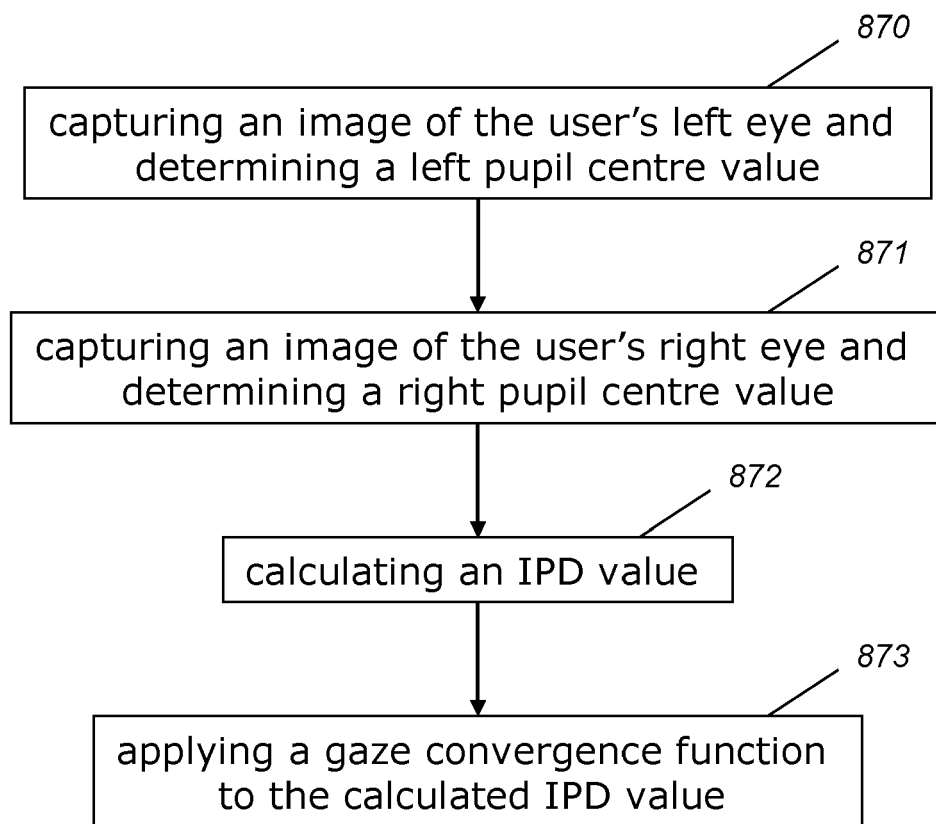 870
capturing an image of the user’s left eye and
determining a left pupil centre value
871
capturing an image of the user’s right eye and
determining a right pupil centre value
872
calculating an IPD value
873
applying a gaze convergence function
to the calculated IPD value